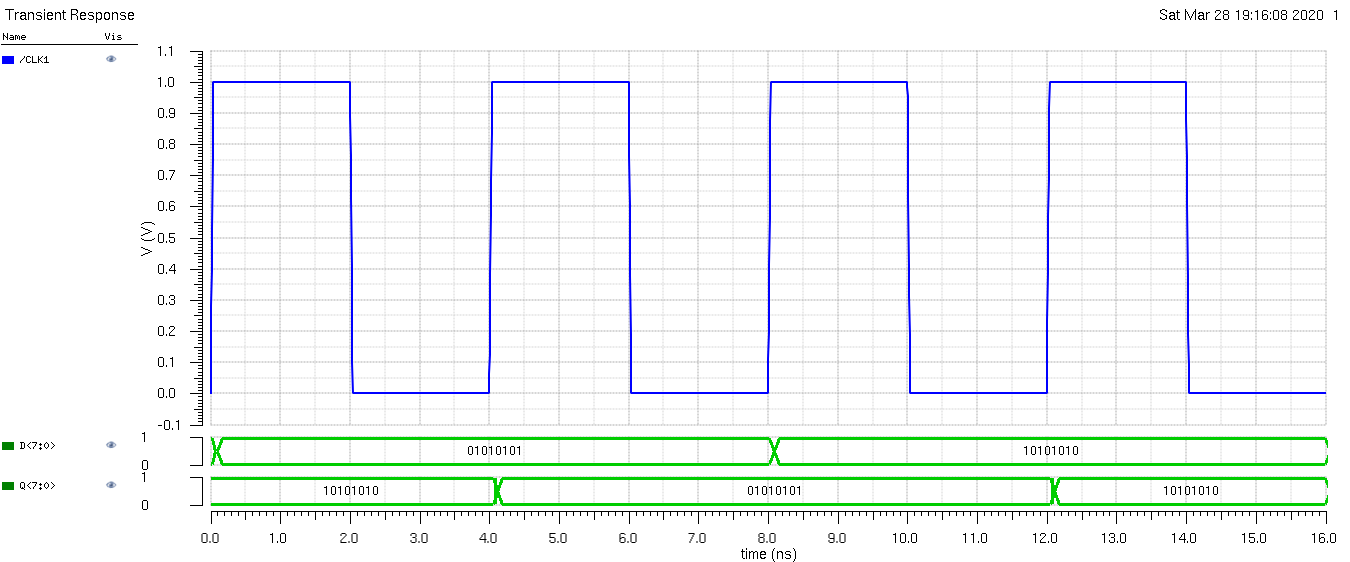 Transient Response
Sat Mar 28 19:16:08 2020 1
Name Vis
/CLK1
V (V)
1.1
1.0
0.9
0.8
0.7
0.6
0.5
0.4
0.3
0.2
0.1
0.0
-0.1
D<7:0>
1
0
01010101
10101010
Q<7:0>
1
0
10101010
01010101
10101010
0.0 1.0 2.0 3.0 4.0 5.0 6.0 7.0 8.0 9.0 10.0 11.0 12.0 13.0 14.0 15.0 16.0
time (ns)